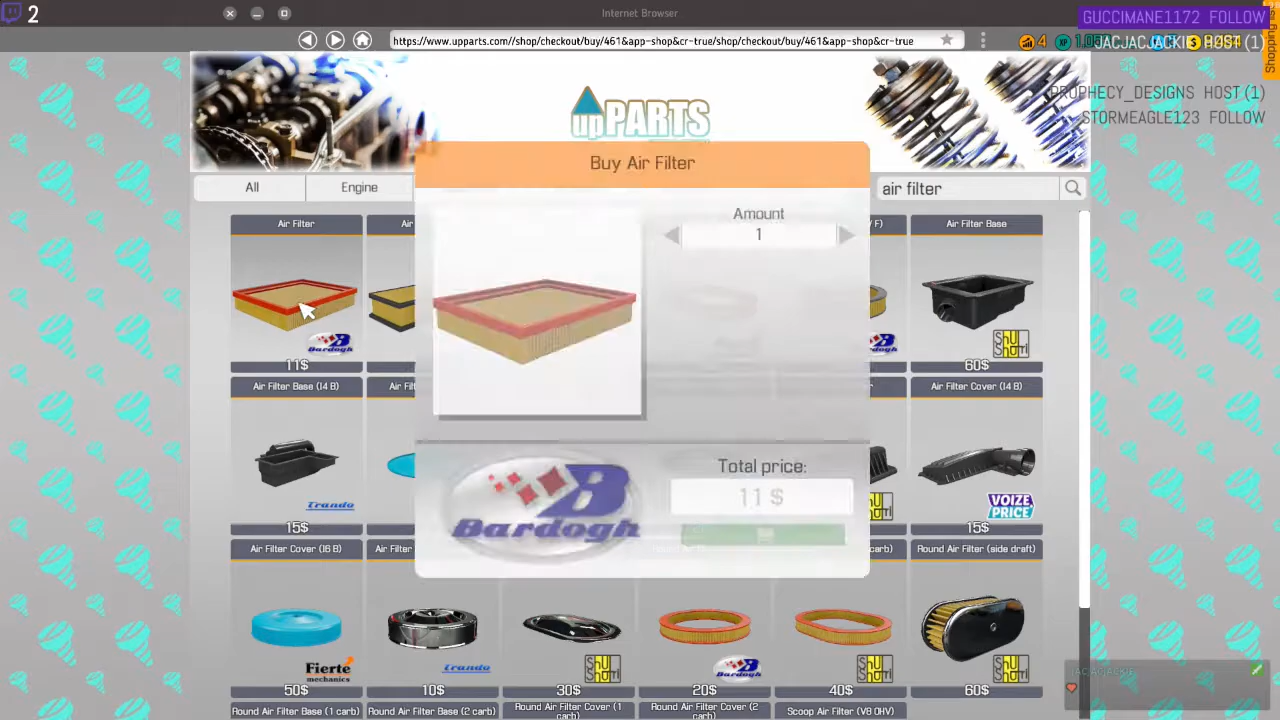 2
Internet Browser
GUCCIMANE1172 FOLLOW
https://www.upparts.com//shop/checkout/buy/461&app-shop&cr-true/shop/checkout/buy/461&app-shop&cr-true
4
JACJACJACKIE HOST (1)
PROPHECY_DESIGNS HOST (1)
STORMEAGLE123 FOLLOW
upPARTS
Buy Air Filter
All
Engine
air filter
Amount
1
Air Filter
Air Filter Base
Bardogh
11$
60$
Air Filter Base (I4 B)
Air Filter Cover (I4 B)
Total price:
11 $
Bardogh
Trando
VOIZE PRICE
15$
15$
Air Filter Cover (I6 B)
Air Filter
Round Air Filter (side draft)
Fierte mechanics
Trando
50$
10$
30$
20$
40$
60$
Round Air Filter Base (1 carb)
Round Air Filter Base (2 carb)
Round Air Filter Cover (1 carb)
Round Air Filter Cover (2 carb)
Scoop Air Filter (V8 OHV)
JACJACJACKIE